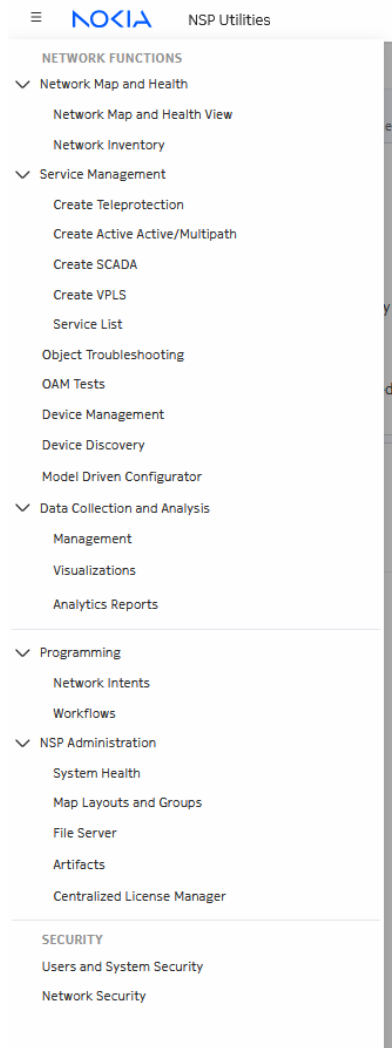 NOKIA NSP Utilities
NETWORK FUNCTIONS
Network Map and Health
Network Map and Health View
Network Inventory
Service Management
Create Teleprotection
Create Active Active/Multipath
Create SCADA
Create VPLS
Service List
Object Troubleshooting
OAM Tests
Device Management
Device Discovery
Model Driven Configurator
Data Collection and Analysis
Management
Visualizations
Analytics Reports
Programming
Network Intents
Workflows
NSP Administration
System Health
Map Layouts and Groups
File Server
Artifacts
Centralized License Manager
SECURITY
Users and System Security
Network Security